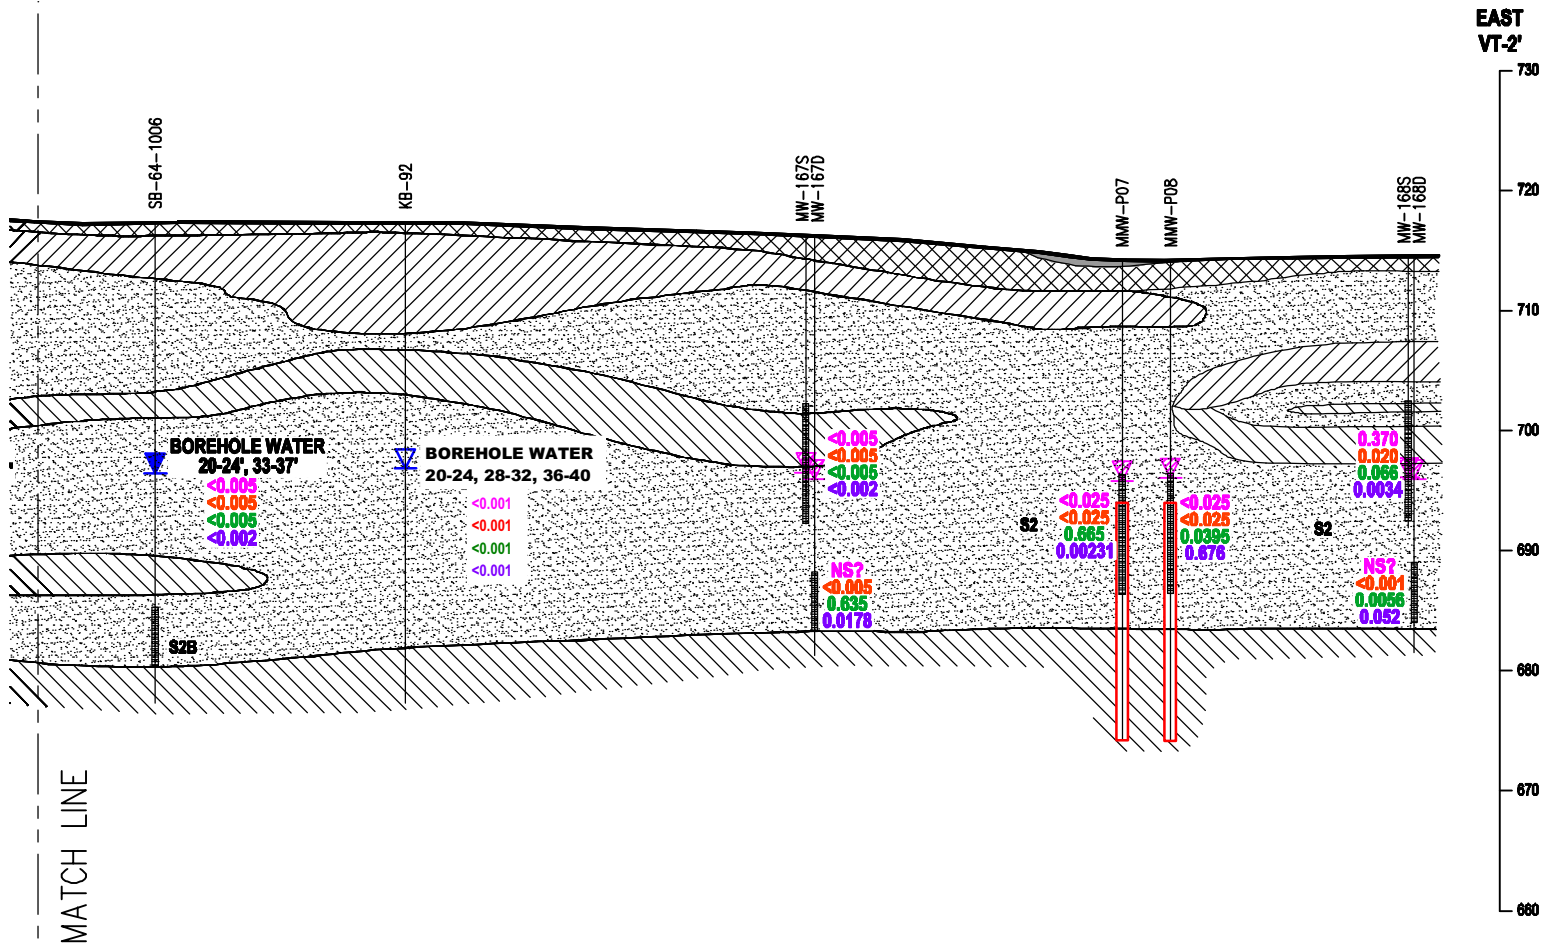 EAST
VT-2'
730
720
710
700
690
680
670
660
SB-64-1006
KB-92
MW-167S
MW-167D
MMW-P07
MMW-P08
MW-168S
MW-168D
BOREHOLE WATER
20-24', 33-37'
<0.005
<0.005
<0.005
<0.002
BOREHOLE WATER
20-24, 28-32, 36-40
<0.001
<0.001
<0.001
<0.001
<0.005
<0.005
<0.005
<0.002
NS?
<0.005
0.635
0.0178
S2
<0.025
<0.025
0.665
0.00231
<0.025
<0.025
0.0395
0.676
S2
0.370
0.020
0.066
0.0034
NS?
<0.001
0.0056
0.052
S2B
MATCH LINE